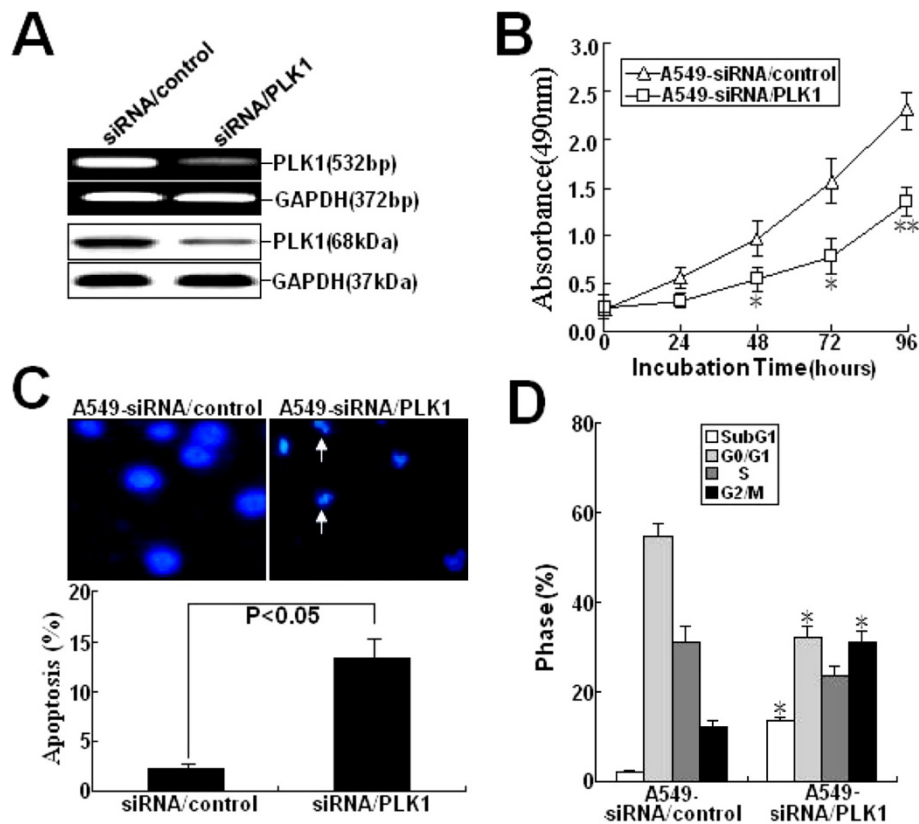 A
siRNA/control
siRNA/PLK1
PLK1(532bp)
GAPDH(372bp)
PLK1(68kDa)
GAPDH(37kDa)
B
3.0
2.5
2.0
1.5
1.0
0.5
0.0
Absorbance(490nm)
A549-siRNA/control
A549-siRNA/PLK1
*
*
**
0 24 48 72 96
Incubation Time(hours)
C
A549-siRNA/control A549-siRNA/PLK1
20
15
10
5
0
Apoptosis (%)
P<0.05
siRNA/control siRNA/PLK1
D
80
60
40
20
0
Phase (%)
SubG1
G0/G1
S
G2/M
*
*
*
A549-
siRNA/control
A549-
siRNA/PLK1